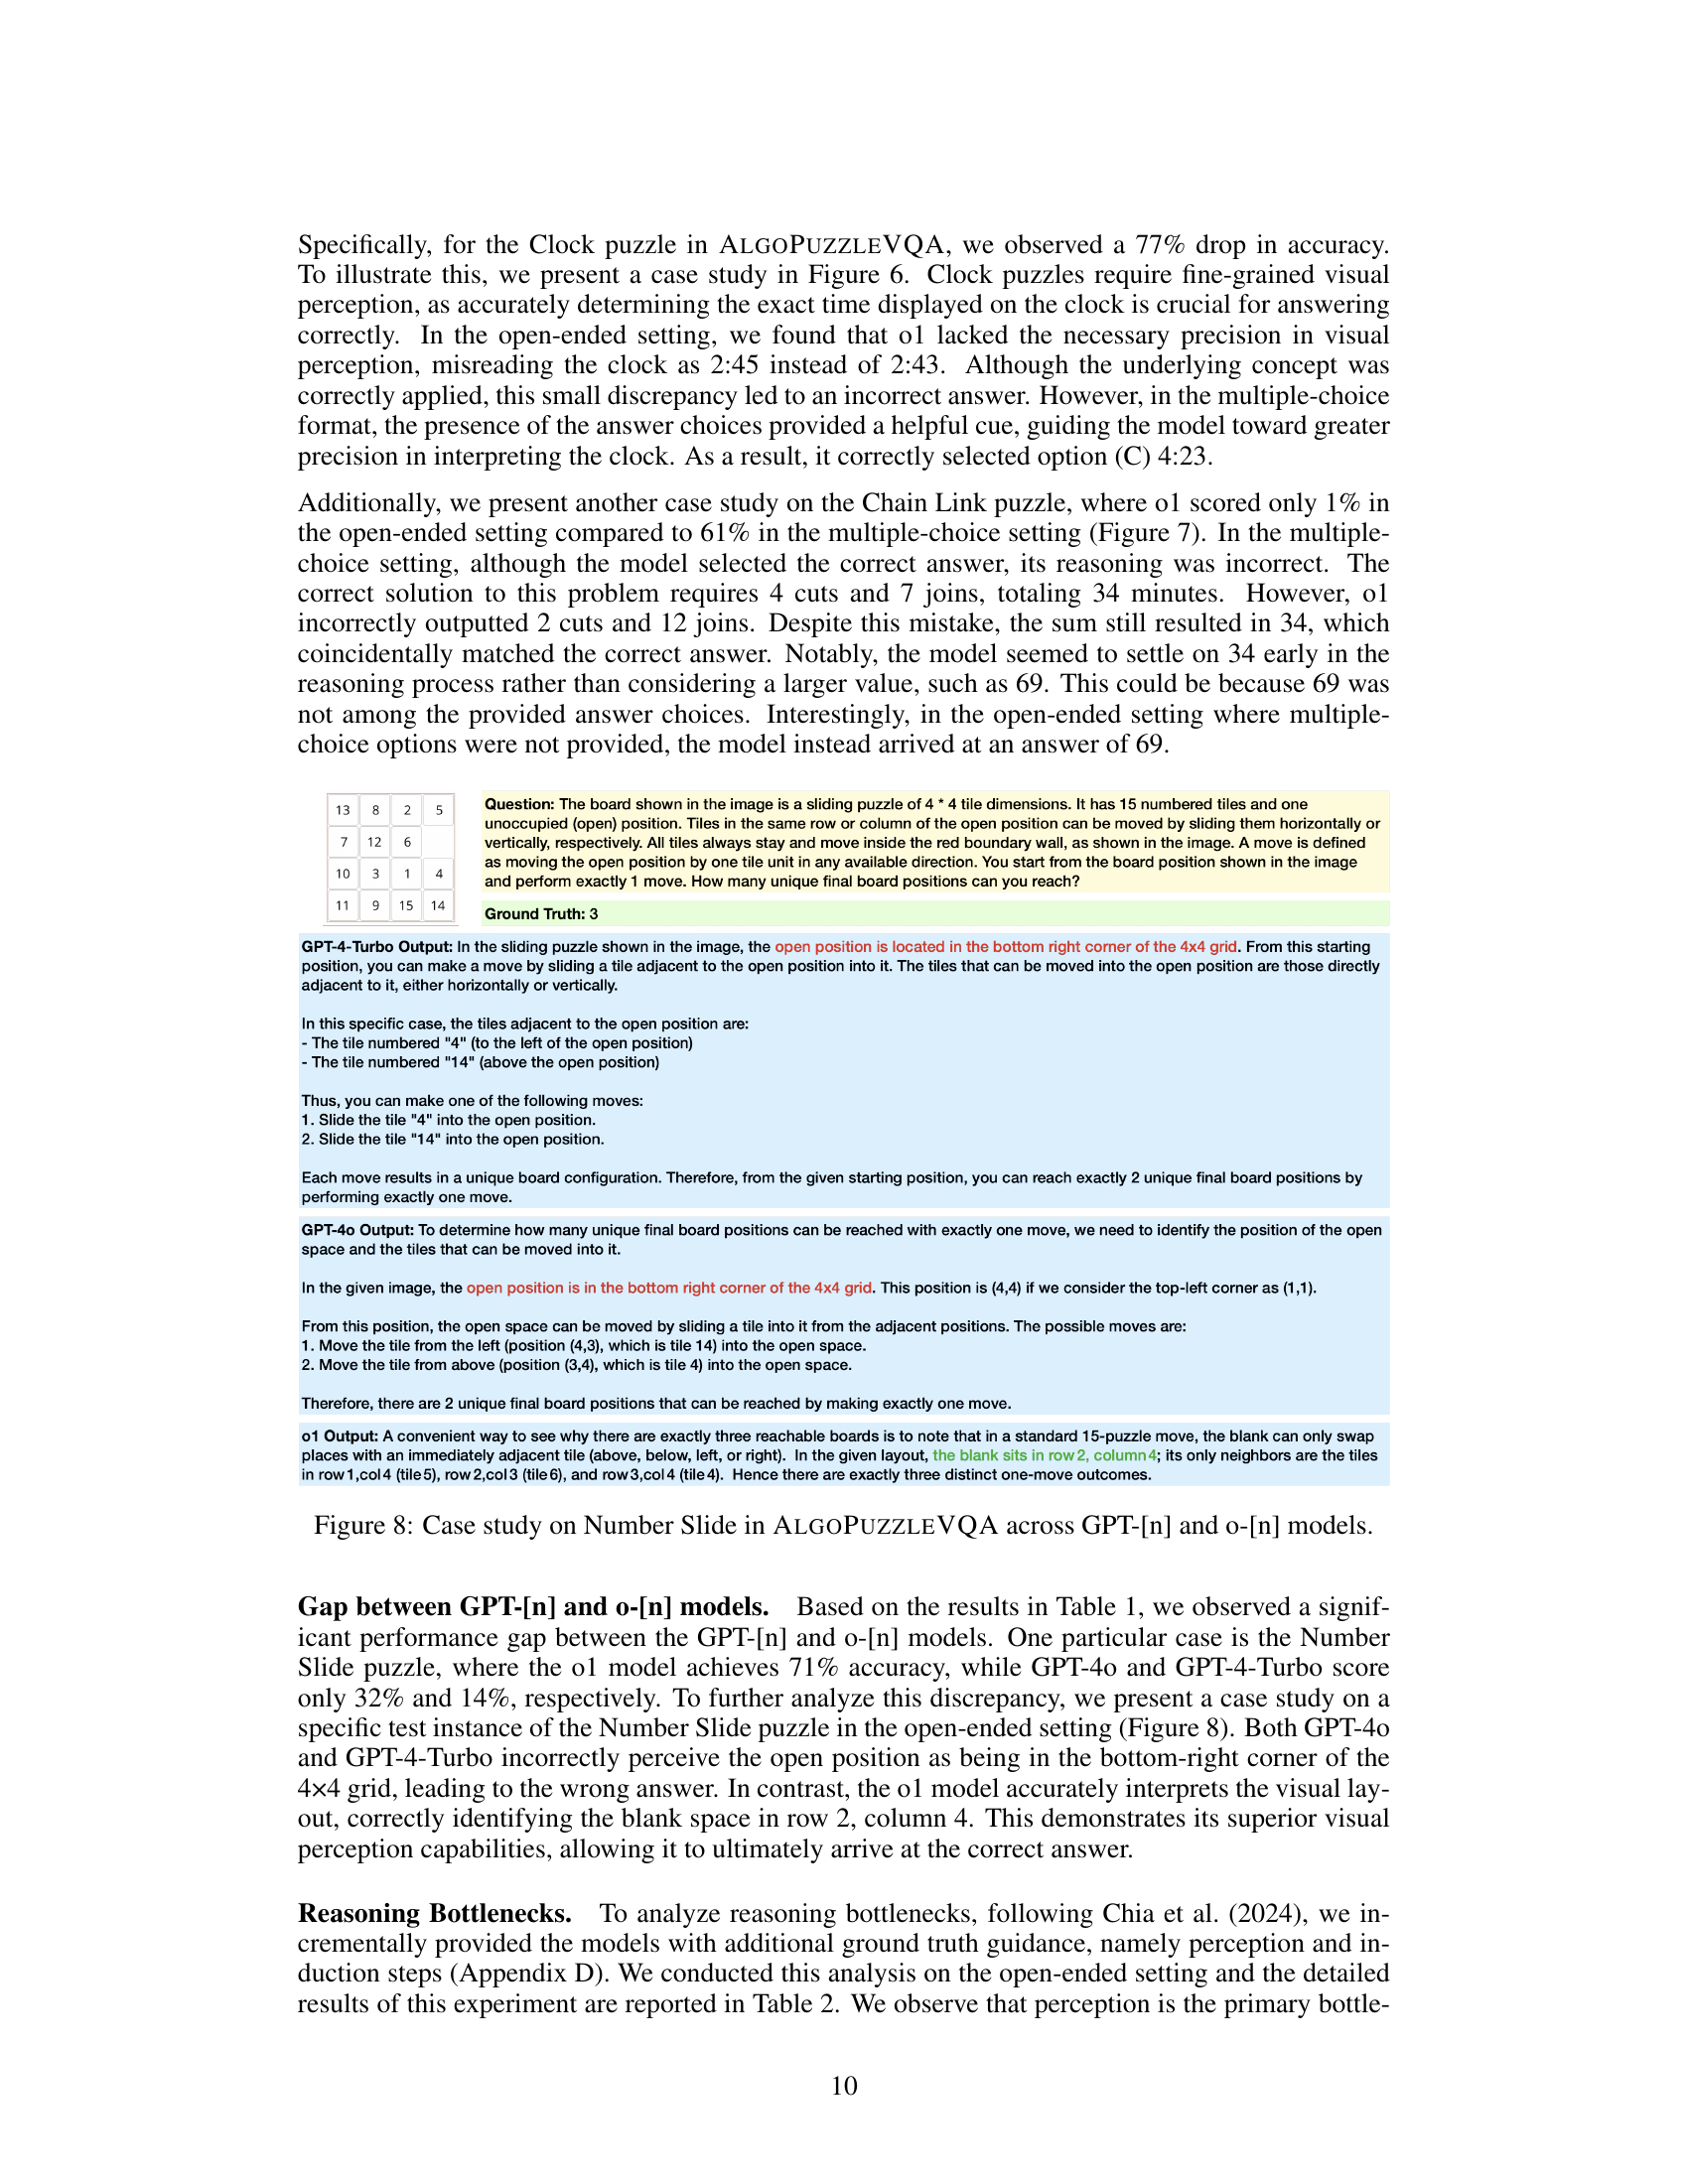 Specifically, for the Clock puzzle in ALGOPUZZLEVQA, we observed a 77% drop in accuracy.
To illustrate this, we present a case study in Figure 6. Clock puzzles require fine-grained visual
perception, as accurately determining the exact time displayed on the clock is crucial for answering
correctly. In the open-ended setting, we found that o1 lacked the necessary precision in visual
perception, misreading the clock as 2:45 instead of 2:43. Although the underlying concept was
correctly applied, this small discrepancy led to an incorrect answer. However, in the multiple-choice
format, the presence of the answer choices provided a helpful cue, guiding the model toward greater
precision in interpreting the clock. As a result, it correctly selected option (C) 4:23.
Additionally, we present another case study on the Chain Link puzzle, where o1 scored only 1% in
the open-ended setting compared to 61% in the multiple-choice setting (Figure 7). In the multiple-
choice setting, although the model selected the correct answer, its reasoning was incorrect. The
correct solution to this problem requires 4 cuts and 7 joins, totaling 34 minutes. However, o1
incorrectly outputted 2 cuts and 12 joins. Despite this mistake, the sum still resulted in 34, which
coincidentally matched the correct answer. Notably, the model seemed to settle on 34 early in the
reasoning process rather than considering a larger value, such as 69. This could be because 69 was
not among the provided answer choices. Interestingly, in the open-ended setting where multiple-
choice options were not provided, the model instead arrived at an answer of 69.
13 8 2 5
7 12 6
10 3 1 4
11 9 15 14
Question: The board shown in the image is a sliding puzzle of 4 * 4 tile dimensions. It has 15 numbered tiles and one
unoccupied (open) position. Tiles in the same row or column of the open position can be moved by sliding them horizontally or
vertically, respectively. All tiles always stay and move inside the red boundary wall, as shown in the image. A move is defined
as moving the open position by one tile unit in any available direction. You start from the board position shown in the image
and perform exactly 1 move. How many unique final board positions can you reach?
Ground Truth: 3
GPT-4-Turbo Output: In the sliding puzzle shown in the image, the open position is located in the bottom right corner of the 4x4 grid. From this starting
position, you can make a move by sliding a tile adjacent to the open position into it. The tiles that can be moved into the open position are those directly
adjacent to it, either horizontally or vertically.
In this specific case, the tiles adjacent to the open position are:
- The tile numbered "4" (to the left of the open position)
- The tile numbered "14" (above the open position)
Thus, you can make one of the following moves:
1. Slide the tile "4" into the open position.
2. Slide the tile "14" into the open position.
Each move results in a unique board configuration. Therefore, from the given starting position, you can reach exactly 2 unique final board positions by
performing exactly one move.
GPT-4o Output: To determine how many unique final board positions can be reached with exactly one move, we need to identify the position of the open
space and the tiles that can be moved into it.
In the given image, the open position is in the bottom right corner of the 4x4 grid. This position is (4,4) if we consider the top-left corner as (1,1).
From this position, the open space can be moved by sliding a tile into it from the adjacent positions. The possible moves are:
1. Move the tile from the left (position (4,3), which is tile 14) into the open space.
2. Move the tile from above (position (3,4), which is tile 4) into the open space.
Therefore, there are 2 unique final board positions that can be reached by making exactly one move.
o1 Output: A convenient way to see why there are exactly three reachable boards is to note that in a standard 15-puzzle move, the blank can only swap
places with an immediately adjacent tile (above, below, left, or right). In the given layout, the blank sits in row 2, column 4; its only neighbors are the tiles
in row 1, col 4 (tile 5), row 2, col 3 (tile 6), and row 3, col 4 (tile 4). Hence there are exactly three distinct one-move outcomes.
Figure 8: Case study on Number Slide in ALGOPUZZLEVQA across GPT-[n] and o-[n] models.
Gap between GPT-[n] and o-[n] models. Based on the results in Table 1, we observed a signif-
icant performance gap between the GPT-[n] and o-[n] models. One particular case is the Number
Slide puzzle, where the o1 model achieves 71% accuracy, while GPT-4o and GPT-4-Turbo score
only 32% and 14%, respectively. To further analyze this discrepancy, we present a case study on a
specific test instance of the Number Slide puzzle in the open-ended setting (Figure 8). Both GPT-4o
and GPT-4-Turbo incorrectly perceive the open position as being in the bottom-right corner of the
4×4 grid, leading to the wrong answer. In contrast, the o1 model accurately interprets the visual lay-
out, correctly identifying the blank space in row 2, column 4. This demonstrates its superior visual
perception capabilities, allowing it to ultimately arrive at the correct answer.
Reasoning Bottlenecks. To analyze reasoning bottlenecks, following Chia et al. (2024), we in-
crementally provided the models with additional ground truth guidance, namely perception and in-
duction steps (Appendix D). We conducted this analysis on the open-ended setting and the detailed
results of this experiment are reported in Table 2. We observe that perception is the primary bottle-
10